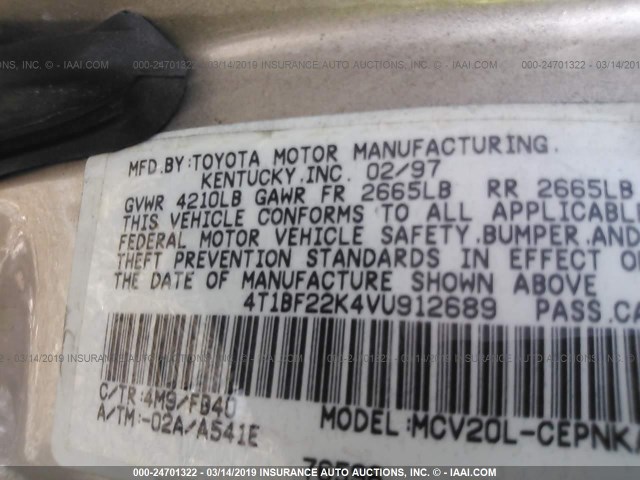 000-24701322 - 03/14/2019 INSURANCE AUTO AUCTIONS, INC. - © IAAI.COM
MFD.BY:TOYOTA MOTOR MANUFACTURING.
KENTUCKY.INC. 02/97
GVWR 4210LB GAWR FR 2665LB RR 2665LB
THIS VEHICLE CONFORMS TO ALL APPLICABLE
FEDERAL MOTOR VEHICLE SAFETY.BUMPER.AND
THEFT PREVENTION STANDARDS IN EFFECT
THE DATE OF MANUFACTURE SHOWN ABOVE
4T1BF22K4VU912689 PASS.CA
C/TR:4M9/FB40
A/TM:-02A/A541E
MODEL:MCV20L-CEPNK
000-24701322 - 03/14/2019 INSURANCE AUTO AUCTIONS, INC. - © IAAI.COM